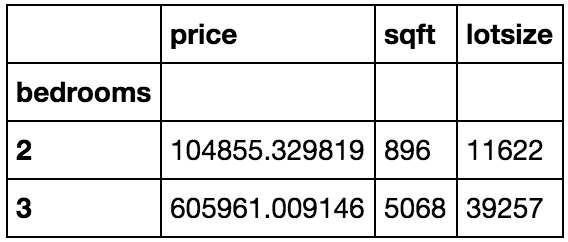 price sqft lotsize
bedrooms
2 104855.329819 896 11622
3 605961.009146 5068 39257